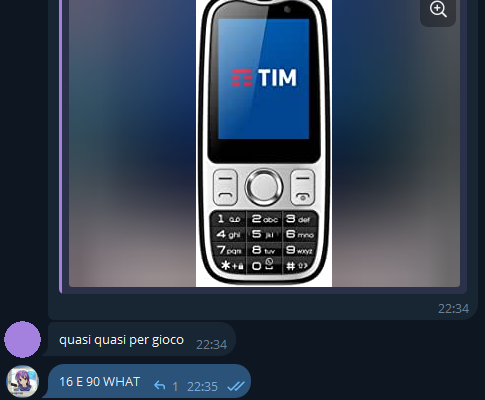 TIM
1 2 abc 3 def
4 ghi 5 jkl 6 mno
7 pqrs 8 tuv 9 wxyz
*+ 0 #
22:34
quasi quasi per gioco 22:34
16 E 90 WHAT 1 22:35